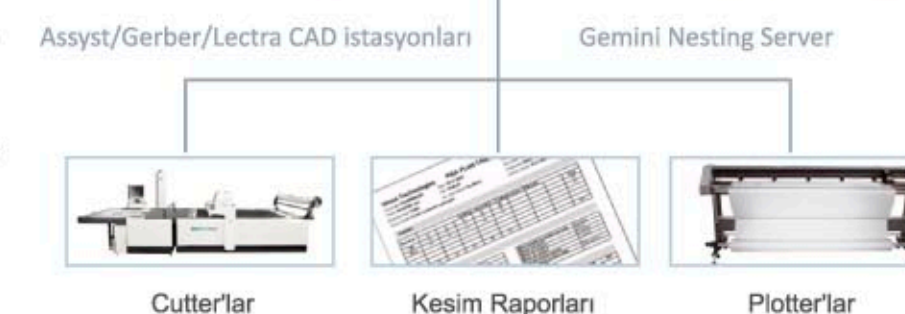 Assyst/Gerber/Lectra CAD istasyonları
Gemini Nesting Server
Cutter'lar
Kesim Raporları
Plotter'lar